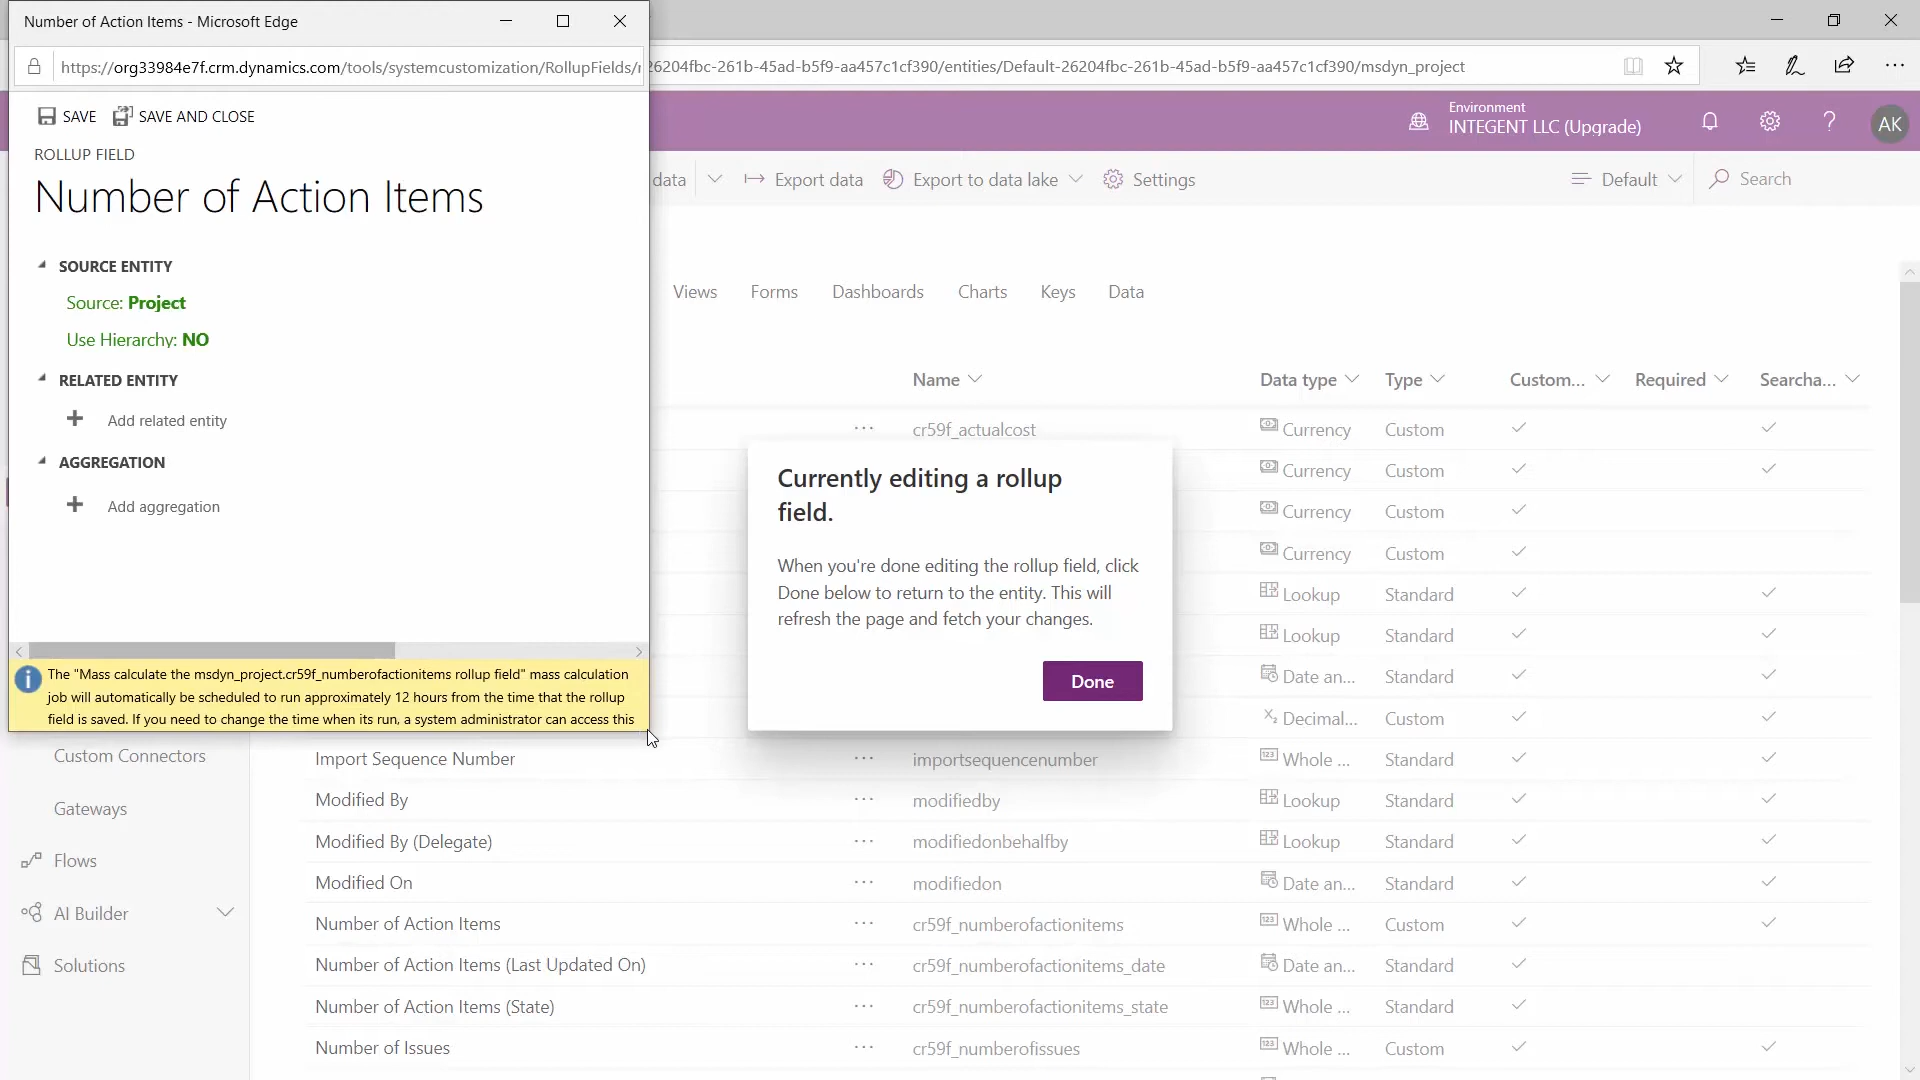 Number of Action Items - Microsoft Edge
https://org33984e7f.crm.dynamics.com/tools/systemcustomization/RollupFields/
26204fbc-261b-45ad-b5f9-aa457c1cf390/entities/Default-26204fbc-261b-45ad-b5f9-aa457c1cf390/msdyn_project
Environment
INTEGENT LLC (Upgrade)
?
AK
SAVE
SAVE AND CLOSE
data
Export data
Export to data lake
Settings
Default
Search
ROLLUP FIELD
Number of Action Items
SOURCE ENTITY
Source: Project
Use Hierarchy: NO
RELATED ENTITY
Add related entity
AGGREGATION
Add aggregation
The "Mass calculate the msdyn_project.cr59f_numberofactionitems rollup field" mass calculation
job will automatically be scheduled to run approximately 12 hours from the time that the rollup
field is saved. If you need to change the time when its run, a system administrator can access this
Views
Forms
Dashboards
Charts
Keys
Data
Name
Data type
Type
Custom...
Required
Searcha...
cr59f_actualcost
Currency
Custom
Currency
Custom
Currency
Custom
Currency
Custom
Lookup
Standard
Lookup
Standard
Date an...
Standard
Decimal...
Custom
Currently editing a rollup
field.
When you're done editing the rollup field, click
Done below to return to the entity. This will
refresh the page and fetch your changes.
Done
Custom Connectors
Gateways
Flows
AI Builder
Solutions
Import Sequence Number
importsequencenumber
Whole ...
Standard
Modified By
modifiedby
Lookup
Standard
Modified By (Delegate)
modifiedonbehalfby
Lookup
Standard
Modified On
modifiedon
Date an...
Standard
Number of Action Items
cr59f_numberofactionitems
Whole ...
Custom
Number of Action Items (Last Updated On)
cr59f_numberofactionitems_date
Date an...
Standard
Number of Action Items (State)
cr59f_numberofactionitems_state
Whole ...
Standard
Number of Issues
cr59f_numberofissues
Whole ...
Custom